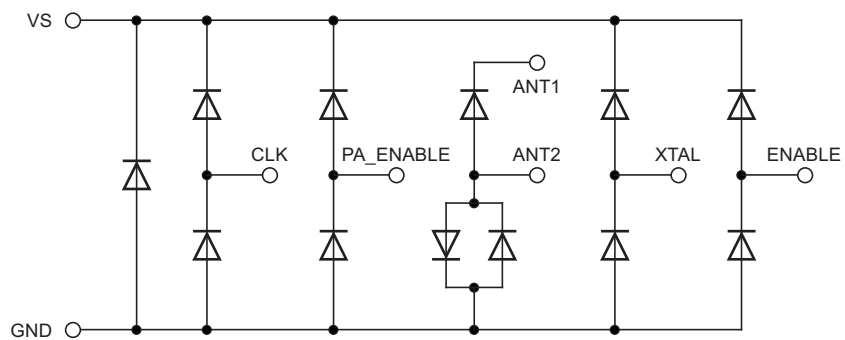 VS
ANT1
CLK
PA_ENABLE
ANT2
XTAL
ENABLE
GND